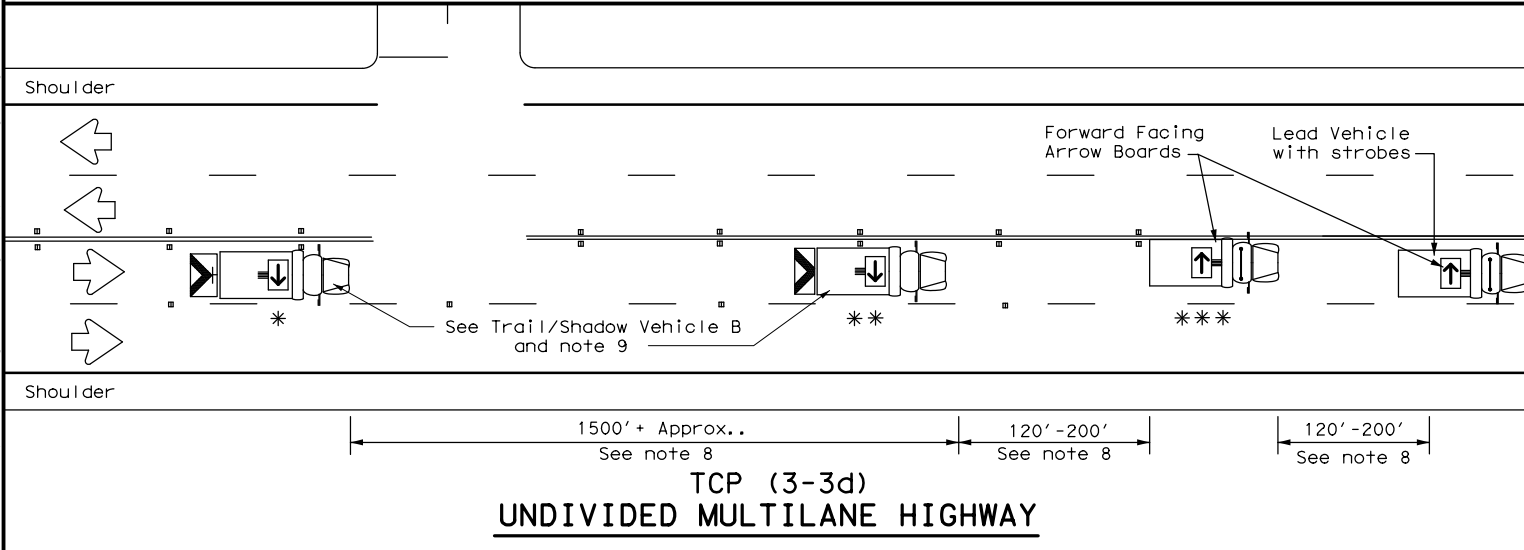 Shoulder
Forward Facing
Arrow Boards
Lead Vehicle
with strobes
*
**
***
See Trail/Shadow Vehicle B
and note 9
Shoulder
1500'+ Approx..
See note 8
120'-200'
See note 8
120'-200'
See note 8
TCP (3-3d)
UNDIVIDED MULTILANE HIGHWAY